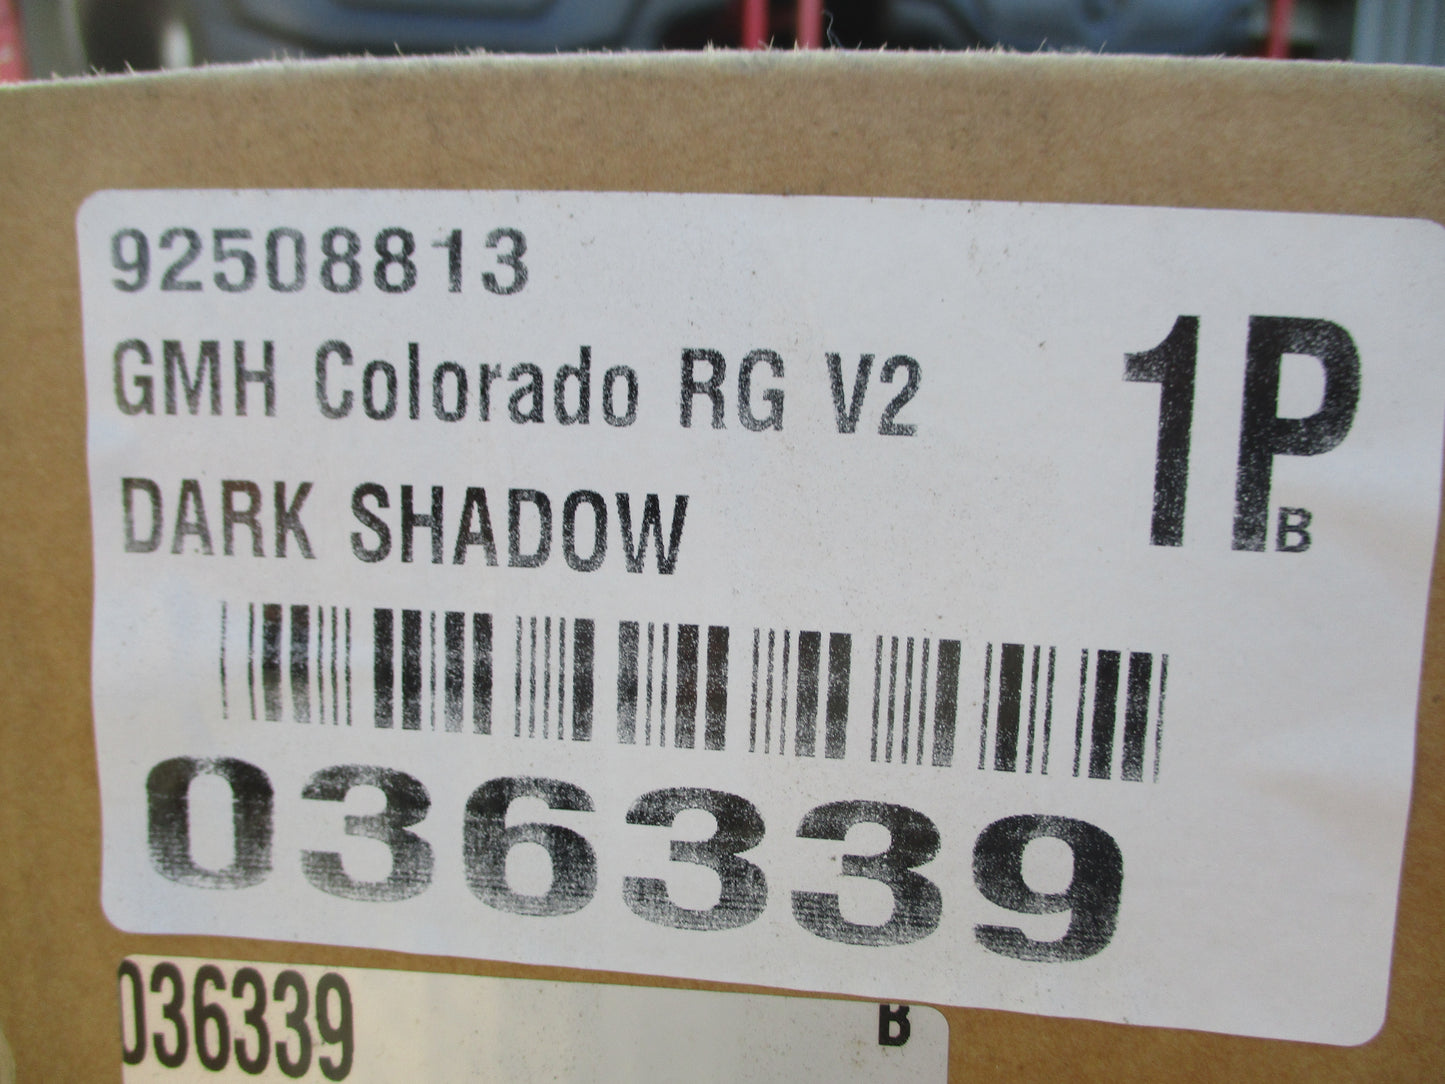 92508813
GMH Colorado RG V2
1P
B
DARK SHADOW
036339
036339
B